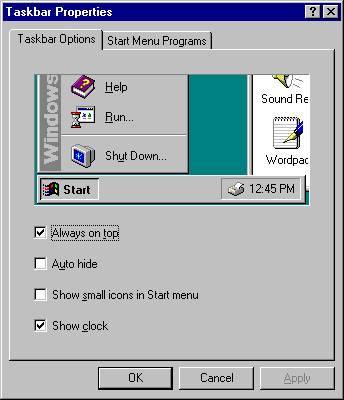 Taskbar Properties
Taskbar Options
Start Menu Programs
Windows
Help
Run...
Shut Down...
Sound Re
Wordpad
Start
12:45 PM
Always on top
Auto hide
Show small icons in Start menu
Show clock
OK
Cancel
Apply